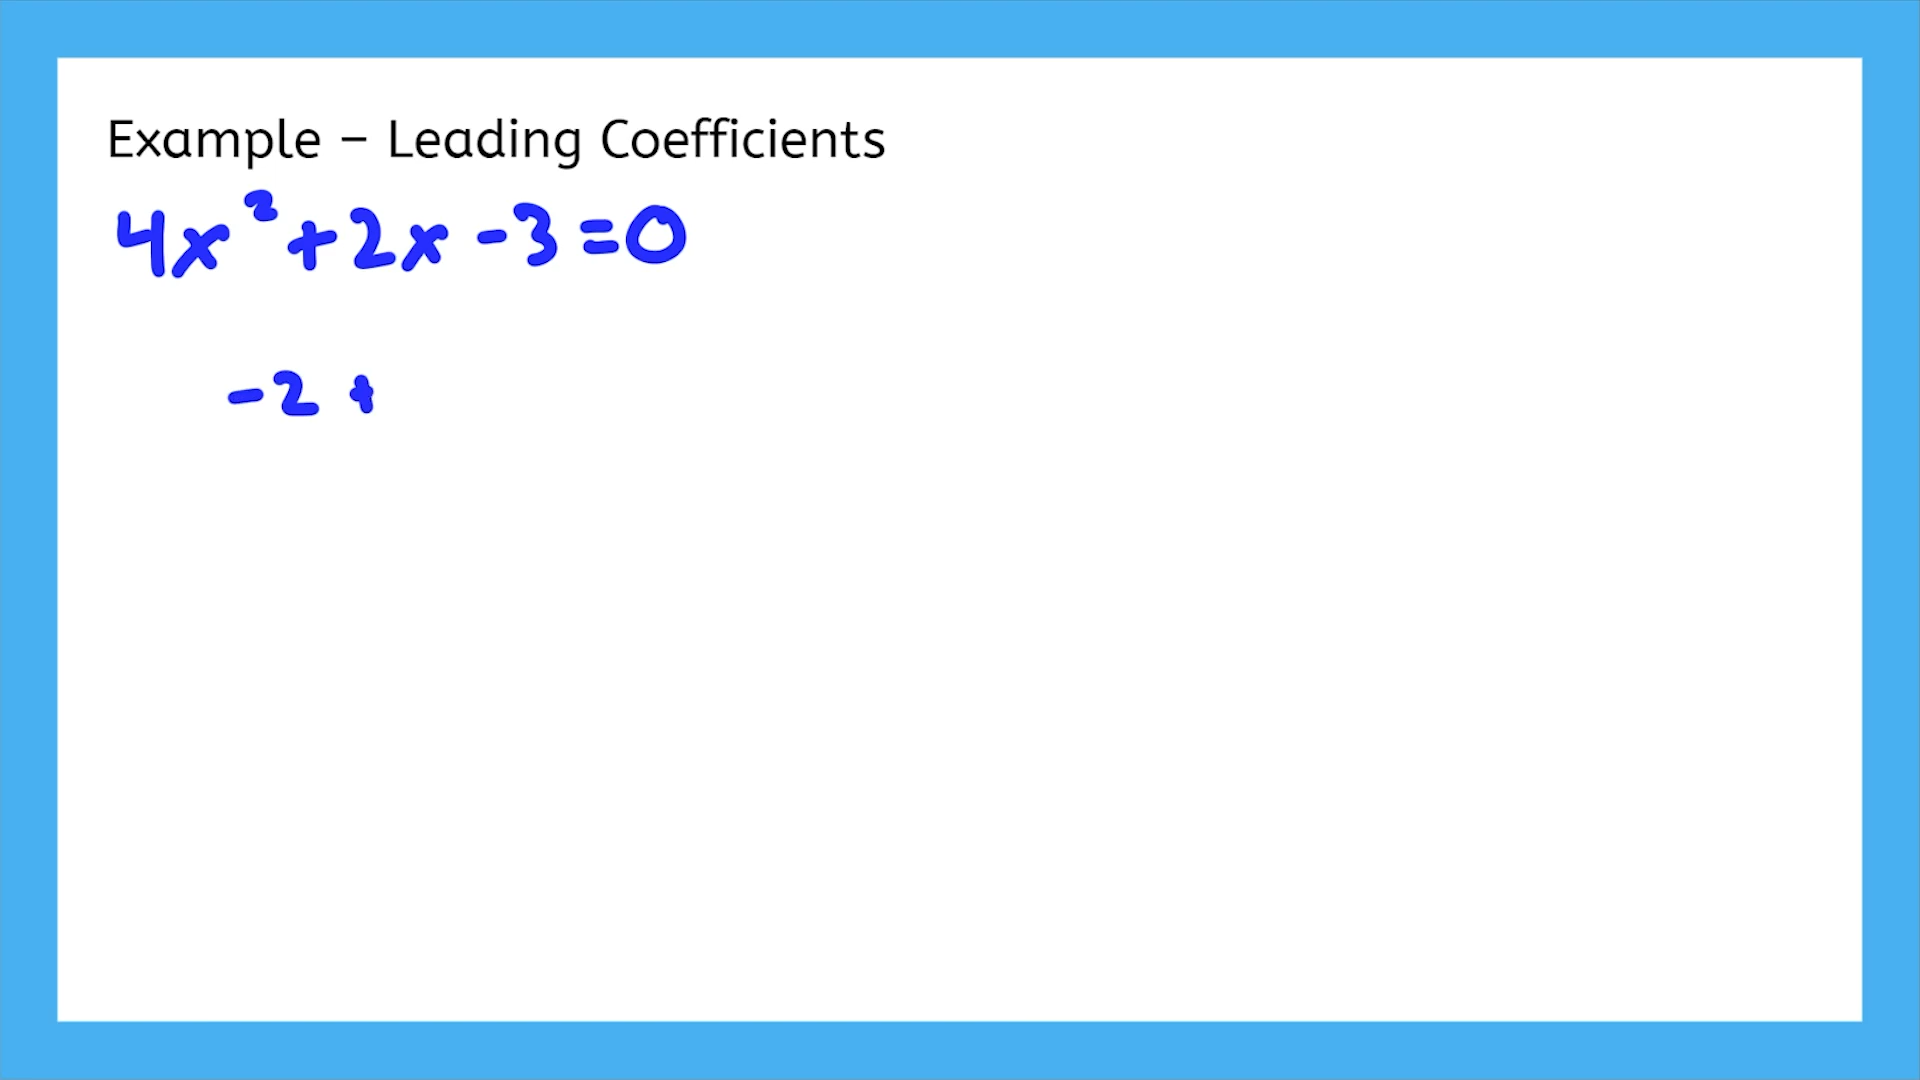 Example – Leading Coefficients
4x²+2x-3=0
-2 +